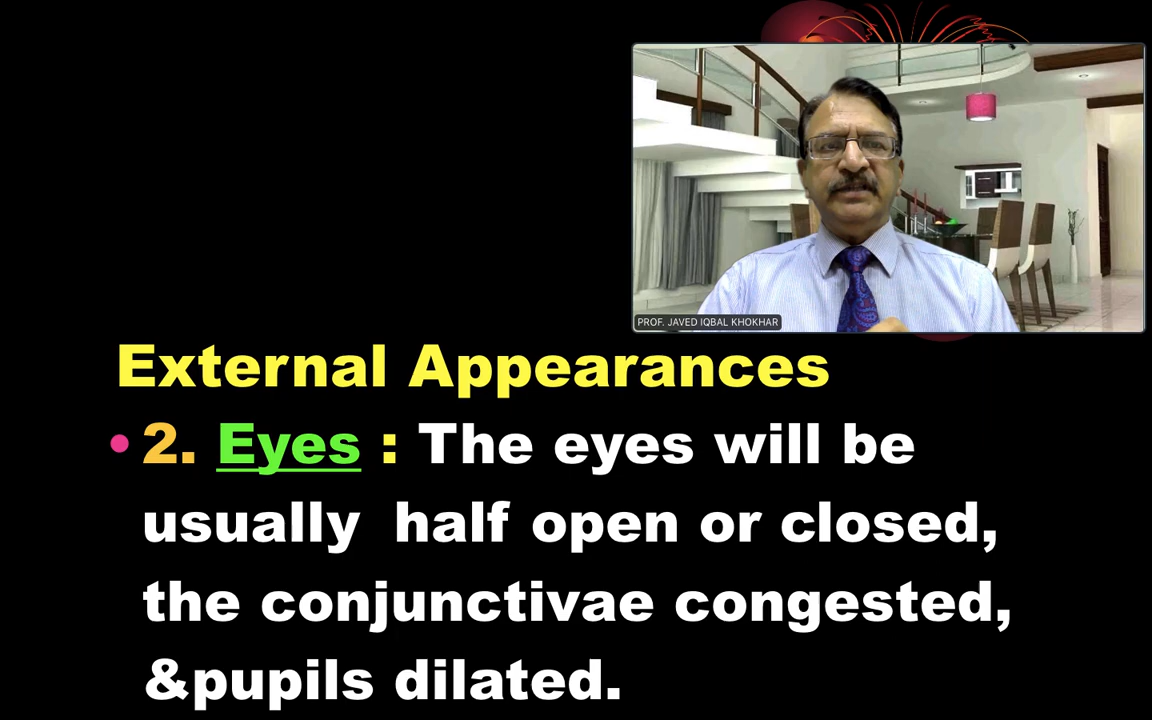 PROF. JAVED IQBAL KHOKHAR
External Appearances
• 2. Eyes : The eyes will be
usually half open or closed,
the conjunctivae congested,
&pupils dilated.